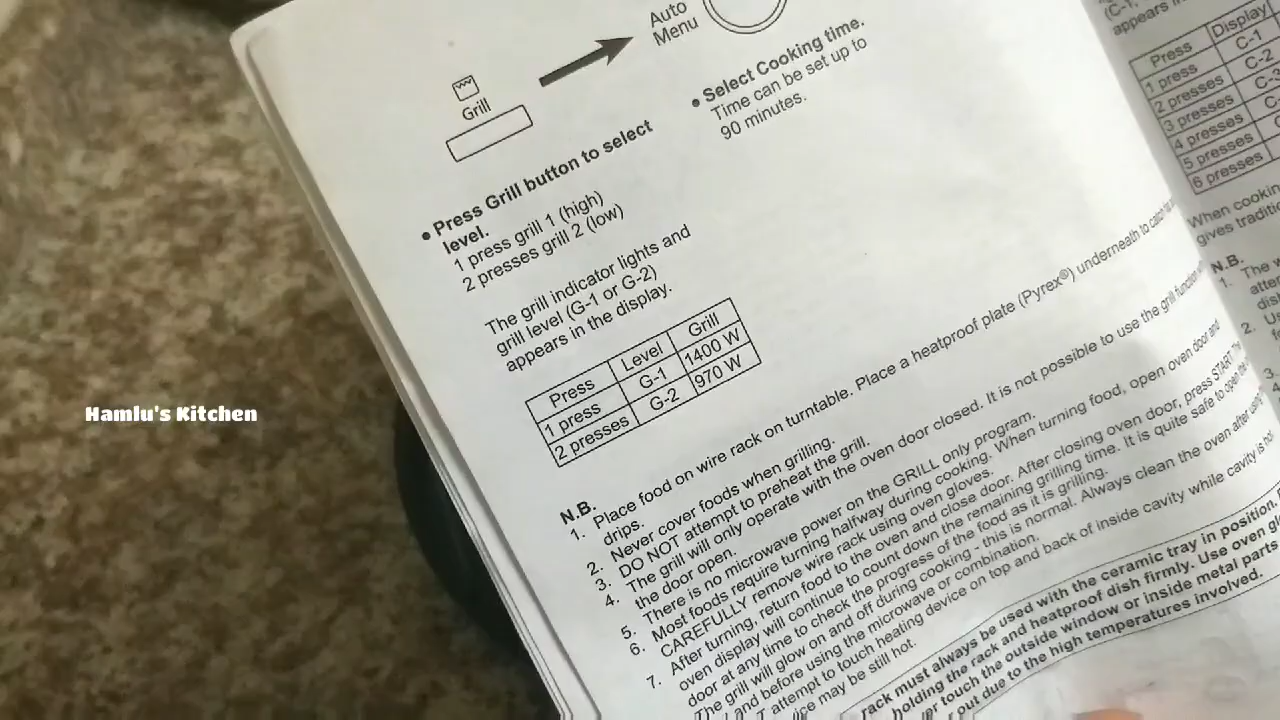 Auto
Menu
Grill
• Select Cooking time.
Time can be set up to
90 minutes.
• Press Grill button to select
level.
1 press grill 1 (high)
2 presses grill 2 (low)
The grill indicator lights and
grill level (G-1 or G-2)
appears in the display.
Press Level Grill
1 press G-1 1400 W
2 presses G-2 970 W
N.B.
1. Place food on wire rack on turntable. Place a heatproof plate (Pyrex®) underneath to catch
drips.
2. Never cover foods when grilling.
3. DO NOT attempt to preheat the grill.
4. The grill will only operate with the oven door closed. It is not possible to use the grill function
the door open.
5. There is no microwave power on the GRILL only program.
6. Most foods require turning halfway during cooking. When turning food, open oven door and
CAREFULLY remove wire rack using oven gloves.
7. After turning, return food to the oven and close door. After closing oven door, press START. The
oven display will continue to count down the remaining grilling time. It is quite safe to open the
door at any time to check the progress of the food as it is grilling.
The grill will glow on and off during cooking - this is normal. Always clean the oven after using
and before using the microwave or combination.
attempt to touch heating device on top and back of inside cavity while cavity is hot
may be still hot.
rack must always be used with the ceramic tray in position.
holding the rack and heatproof dish firmly. Use oven
touch the outside window or inside metal parts
out due to the high temperatures involved.
(C-1,
appears
Press Display
1 press C-1
2 presses C-2
3 presses
4 presses
5 presses
6 presses
When
gives
N.B.
1. The
2.
3.
Hamlu's Kitchen